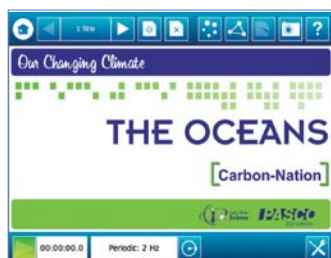 1:Title
?
Our Changing Climate
THE OCEANS
[Carbon-Nation]
PASCO
00:00:00.0
Periodic: 2 Hz